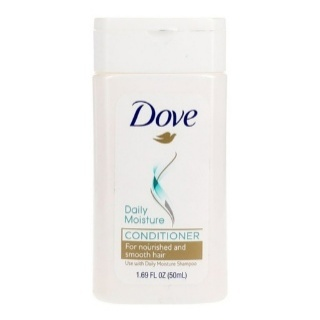 Dove
Daily
Moisture
CONDITIONER
For nourished and
smooth hair
Use with Daily Moisture Shampoo
1.69 FL OZ (50mL)